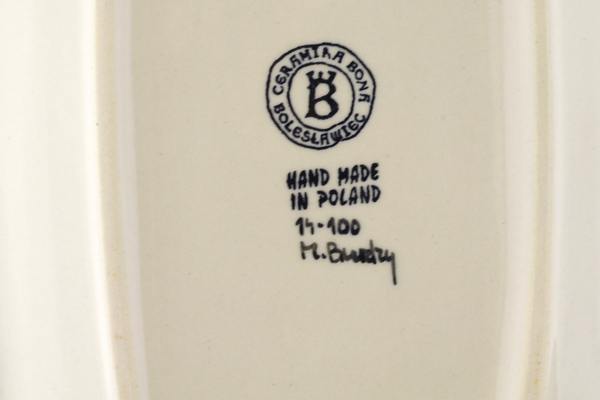 CERAMIKA BONA
BOLESŁAWIEC
B
HAND MADE
IN POLAND
14-100
M.